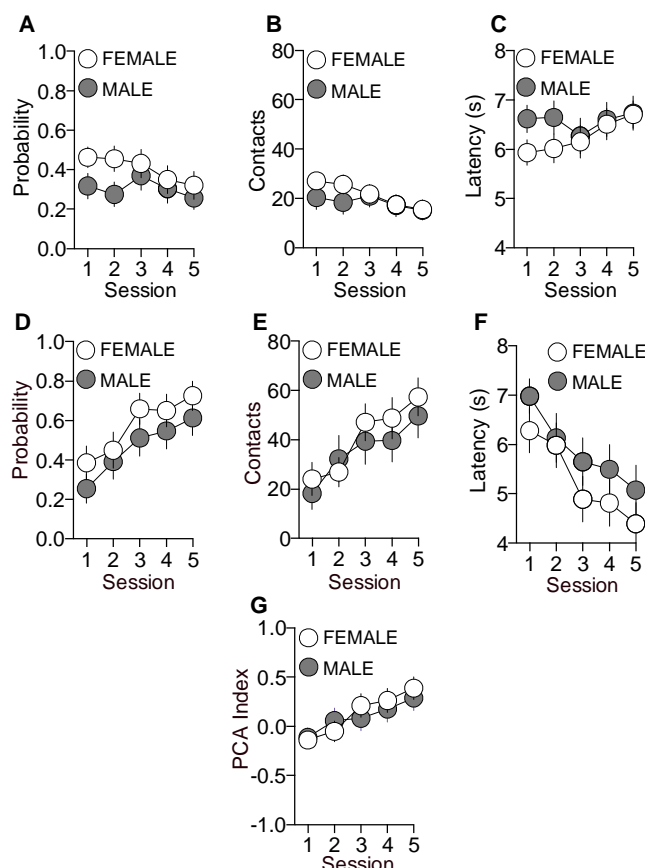 A
1.0
FEMALE
0.8
MALE
0.6
0.4
0.2
0.0
Probability
1 2 3 4 5
Session
B
80
FEMALE
60
MALE
40
20
0
Contacts
1 2 3 4 5
Session
C
8
FEMALE
MALE
7
6
5
4
Latency (s)
1 2 3 4 5
Session
D
1.0
FEMALE
0.8
MALE
0.6
0.4
0.2
0.0
Probability
1 2 3 4 5
Session
E
80
FEMALE
60
MALE
40
20
0
Contacts
1 2 3 4 5
Session
F
8
FEMALE
MALE
7
6
5
4
Latency (s)
1 2 3 4 5
Session
G
1.0
FEMALE
MALE
0.5
0.0
-0.5
-1.0
PCA Index
1 2 3 4 5
Session